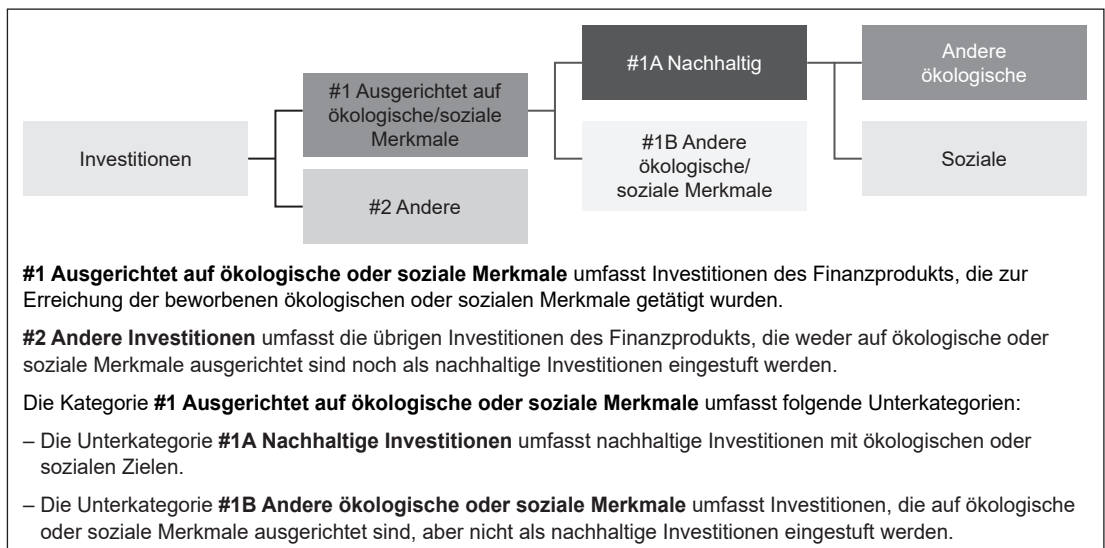 Investitionen
#1 Ausgerichtet auf
ökologische/soziale
Merkmale
#2 Andere
#1A Nachhaltig
#1B Andere
ökologische/
soziale Merkmale
Andere
ökologische
Soziale
#1 Ausgerichtet auf ökologische oder soziale Merkmale umfasst Investitionen des Finanzprodukts, die zur
Erreichung der beworbenen ökologischen oder sozialen Merkmale getätigt wurden.
#2 Andere Investitionen umfasst die übrigen Investitionen des Finanzprodukts, die weder auf ökologische oder
soziale Merkmale ausgerichtet sind noch als nachhaltige Investitionen eingestuft werden.
Die Kategorie #1 Ausgerichtet auf ökologische oder soziale Merkmale umfasst folgende Unterkategorien:
– Die Unterkategorie #1A Nachhaltige Investitionen umfasst nachhaltige Investitionen mit ökologischen oder
sozialen Zielen.
– Die Unterkategorie #1B Andere ökologische oder soziale Merkmale umfasst Investitionen, die auf ökologische
oder soziale Merkmale ausgerichtet sind, aber nicht als nachhaltige Investitionen eingestuft werden.